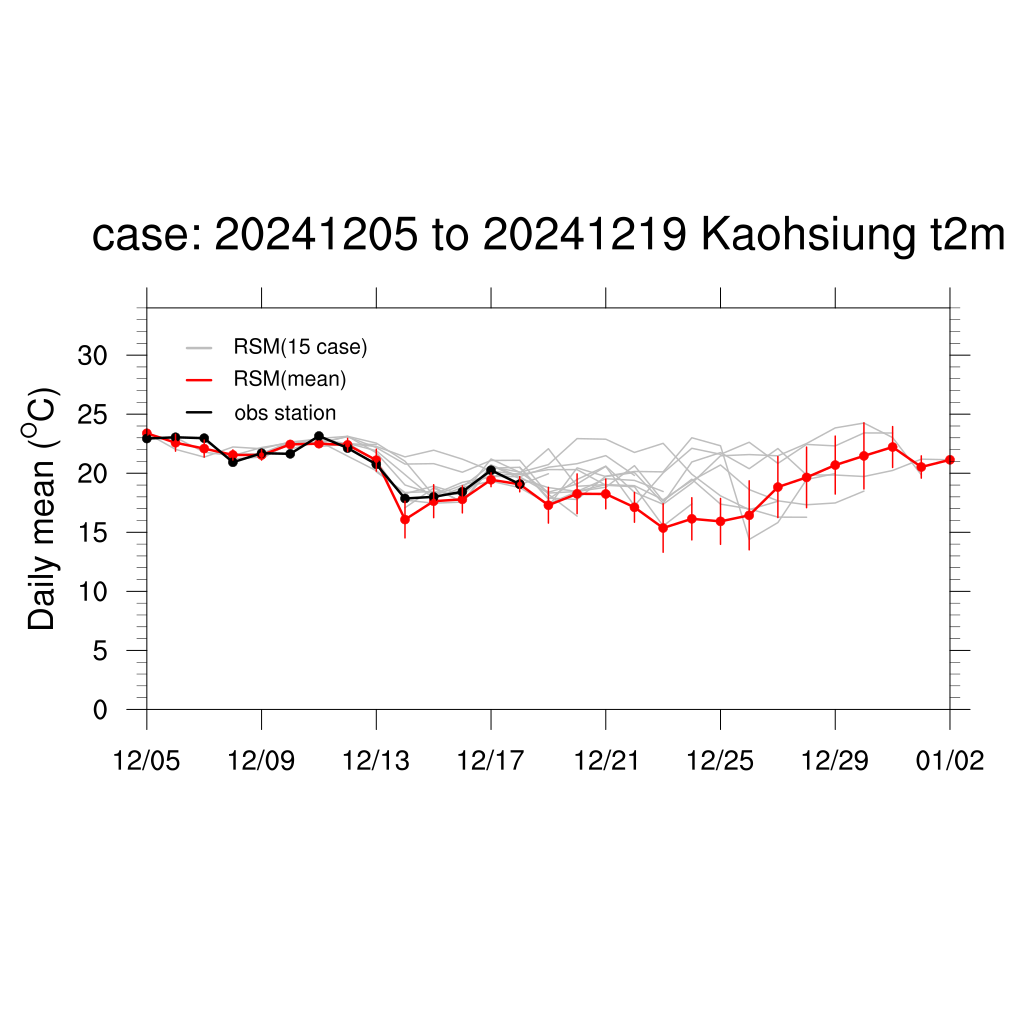 case: 20241205 to 20241219 Kaohsiung t2m
RSM(15 case)
RSM(mean)
obs station
Daily mean (°C)
30
25
20
15
10
5
0
12/05 12/09 12/13 12/17 12/21 12/25 12/29 01/02